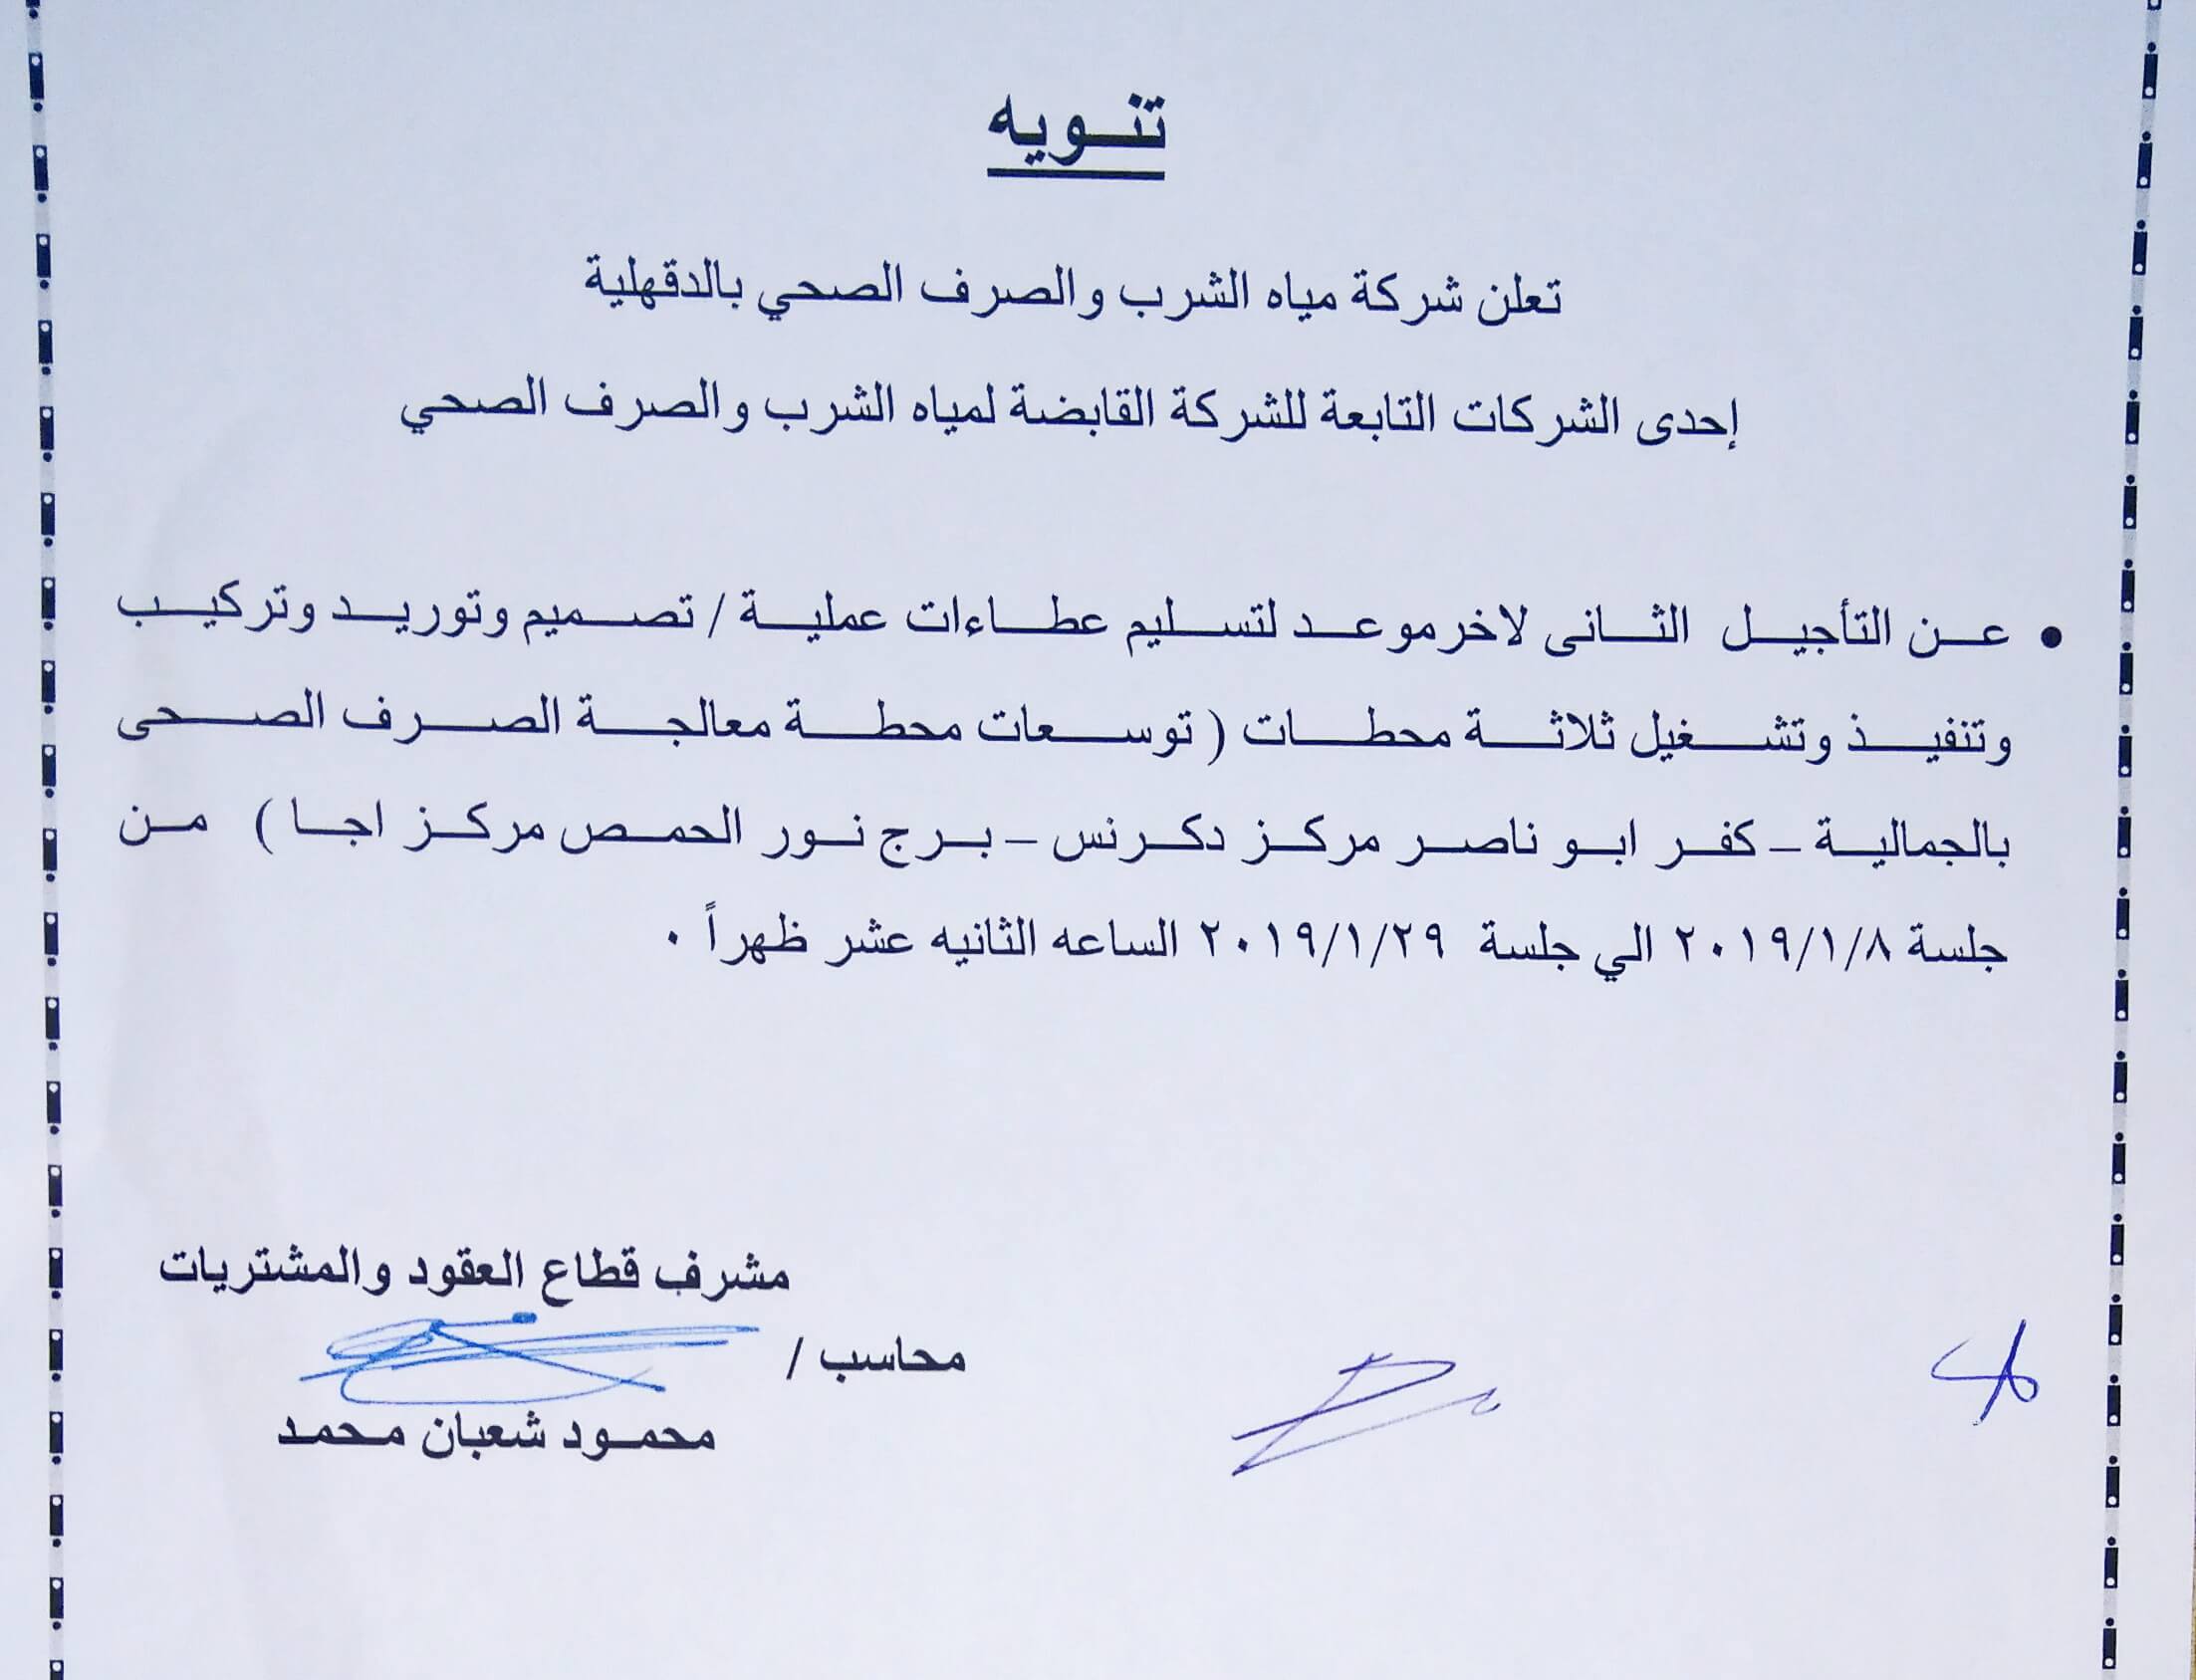 تنويه
تعلن شركة مياه الشرب والصرف الصحي بالدقهلية
إحدى الشركات التابعة للشركة القابضة لمياه الشرب والصرف الصحي
• عن التأجيل الثانى لاخرموعد لتسليم عطاءات عملية / تصميم وتوريد وتركيب
وتنفيذ وتشغيل ثلاثة محطات ( توسعات محطة معالجة الصرف الصحى
بالجمالية – كفر ابو ناصر مركز دكرنس – برج نور الحمص مركز اجا ) من
جلسة ٢٠١٩/١/٨ الي جلسة ٢٠١٩/١/٢٩ الساعه الثانيه عشر ظهراً ٠
مشرف قطاع العقود والمشتريات
محاسب /
محمود شعبان محمد